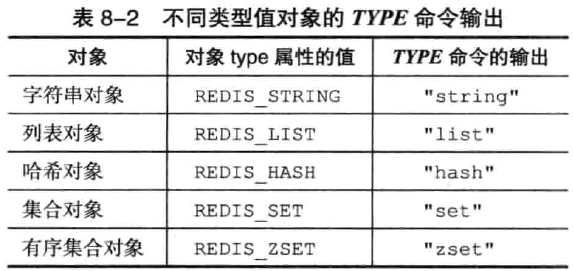 表 8-2 不同类型值对象的 TYPE 命令输出
对象 对象 type 属性的值 TYPE 命令的输出
字符串对象 REDIS_STRING "string"
列表对象 REDIS_LIST "list"
哈希对象 REDIS_HASH "hash"
集合对象 REDIS_SET "set"
有序集合对象 REDIS_ZSET "zset"